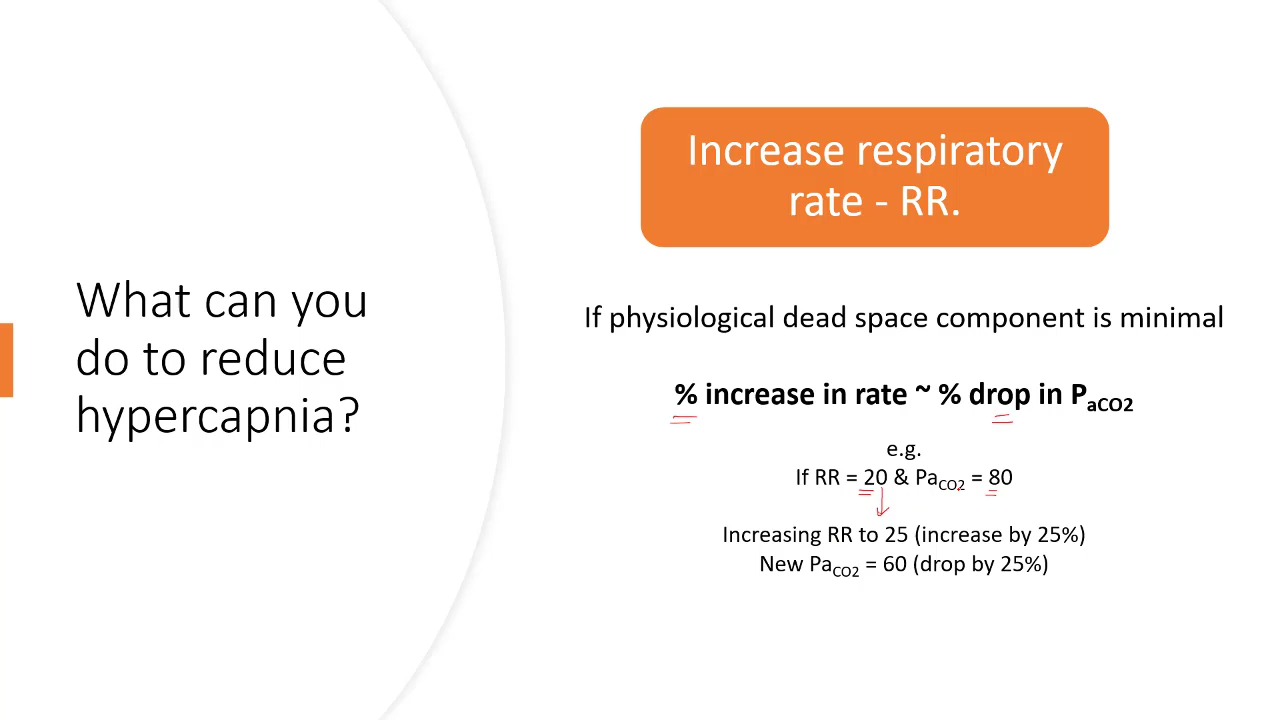 What can you
do to reduce
hypercapnia?
Increase respiratory
rate - RR.
If physiological dead space component is minimal
% increase in rate ~ % drop in PaCO2
e.g.
If RR = 20 & PaCO2 = 80
Increasing RR to 25 (increase by 25%)
New PaCO2 = 60 (drop by 25%)